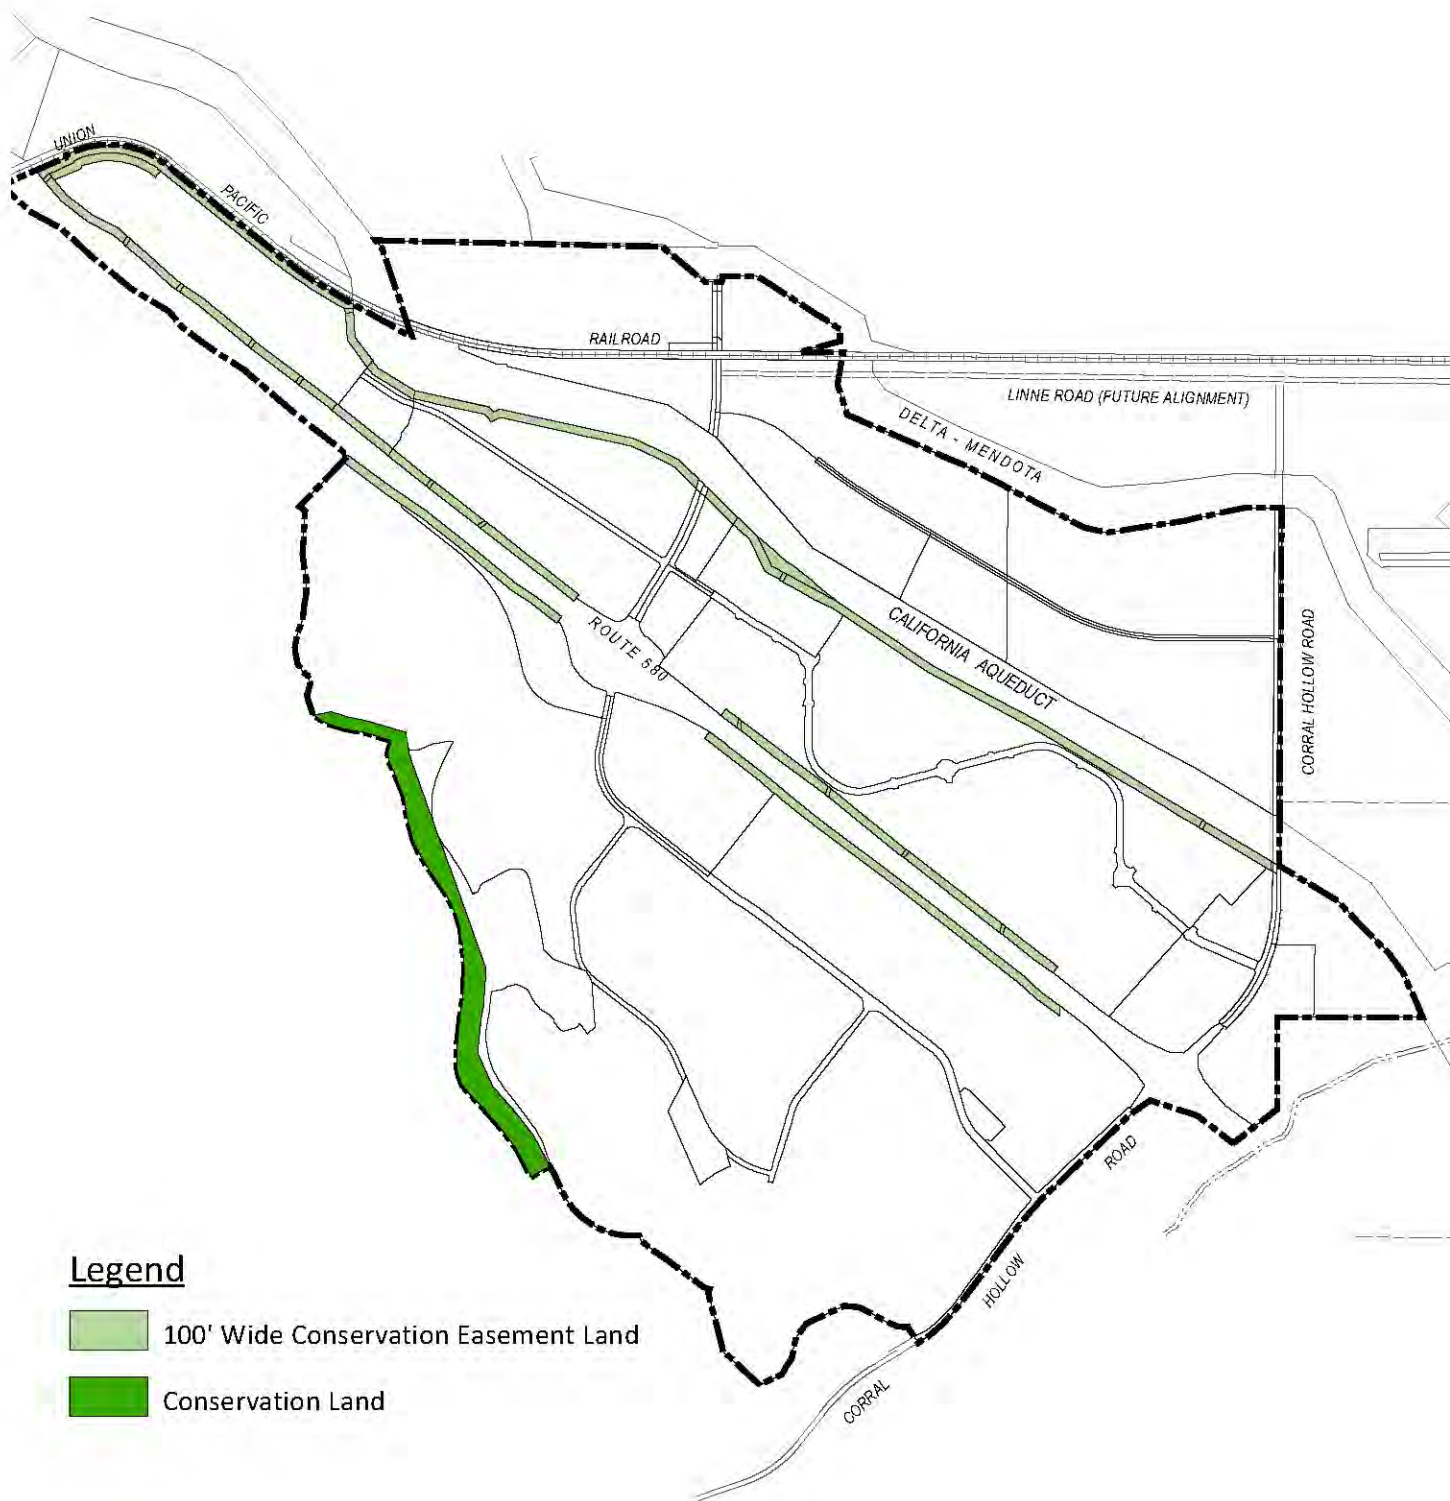 UNION
PACIFIC
RAILROAD
LINNE ROAD (FUTURE ALIGNMENT)
DELTA - MENDOTA
CALIFORNIA AQUEDUCT
CORRAL HOLLOW ROAD
ROUTE 580
ROAD
HOLLOW
CORRAL
Legend
100' Wide Conservation Easement Land
Conservation Land